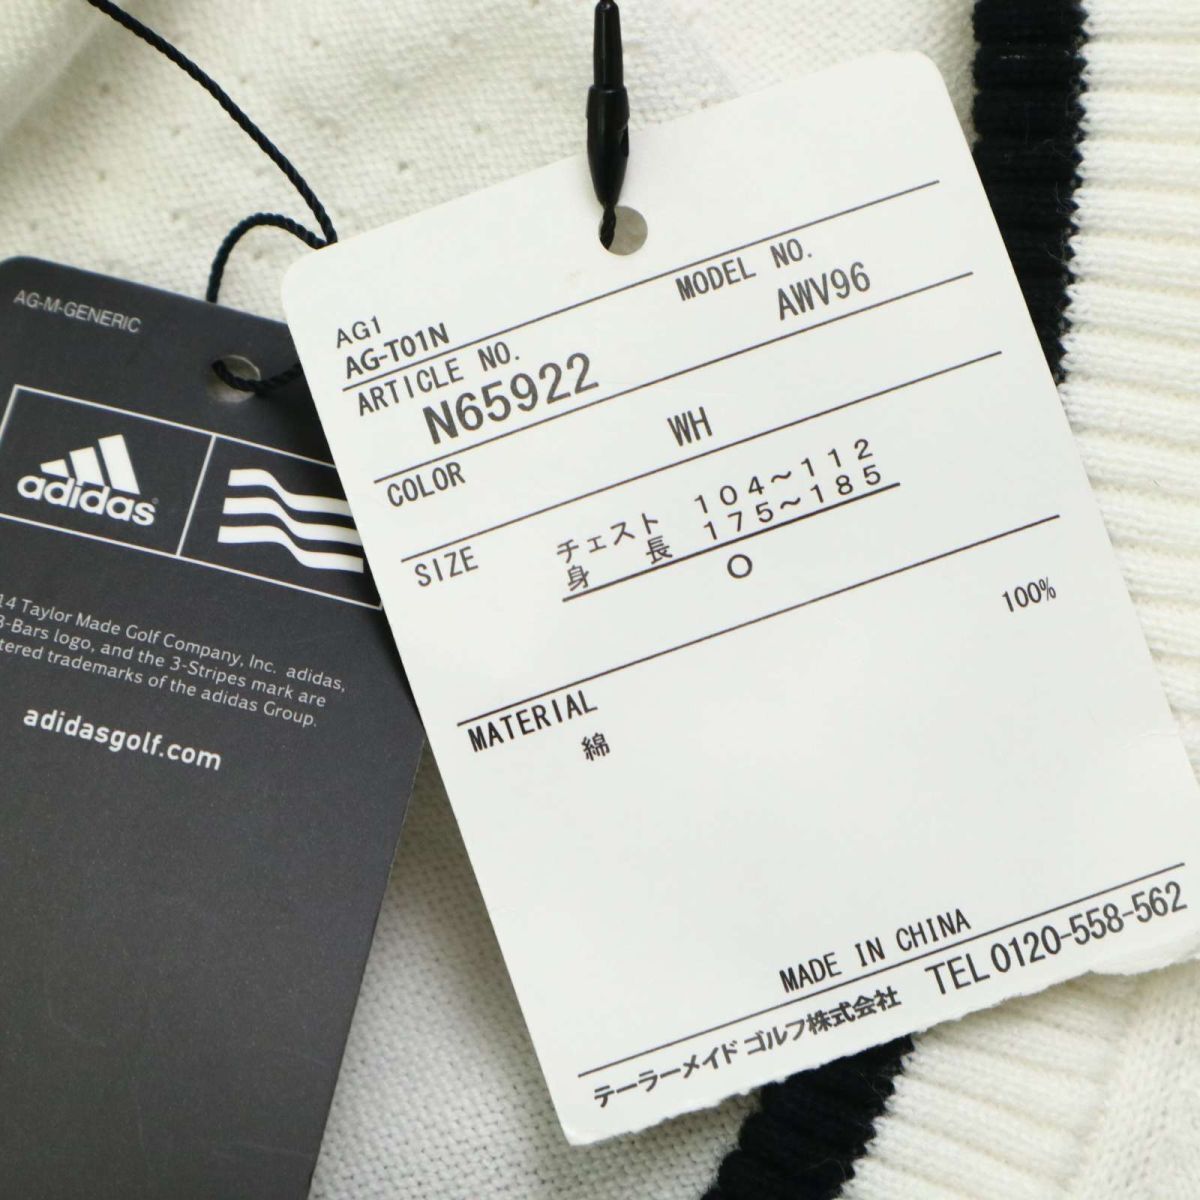 AG-M-GENERIC
adidas
14 Taylor Made Golf Company, Inc. adidas,
3-Bars logo, and the 3-Stripes mark are
tered trademarks of the adidas Group.
adidasgolf.com
AG1
AG-T01N
ARTICLE NO.
MODEL NO.
N65922
AWV96
COLOR
WH
SIZE
チェスト １０４～１１２
身　長 １７５～１８５
O
MATERIAL
綿
100%
MADE IN CHINA
テーラーメイド ゴルフ株式会社 TEL 0120-558-562